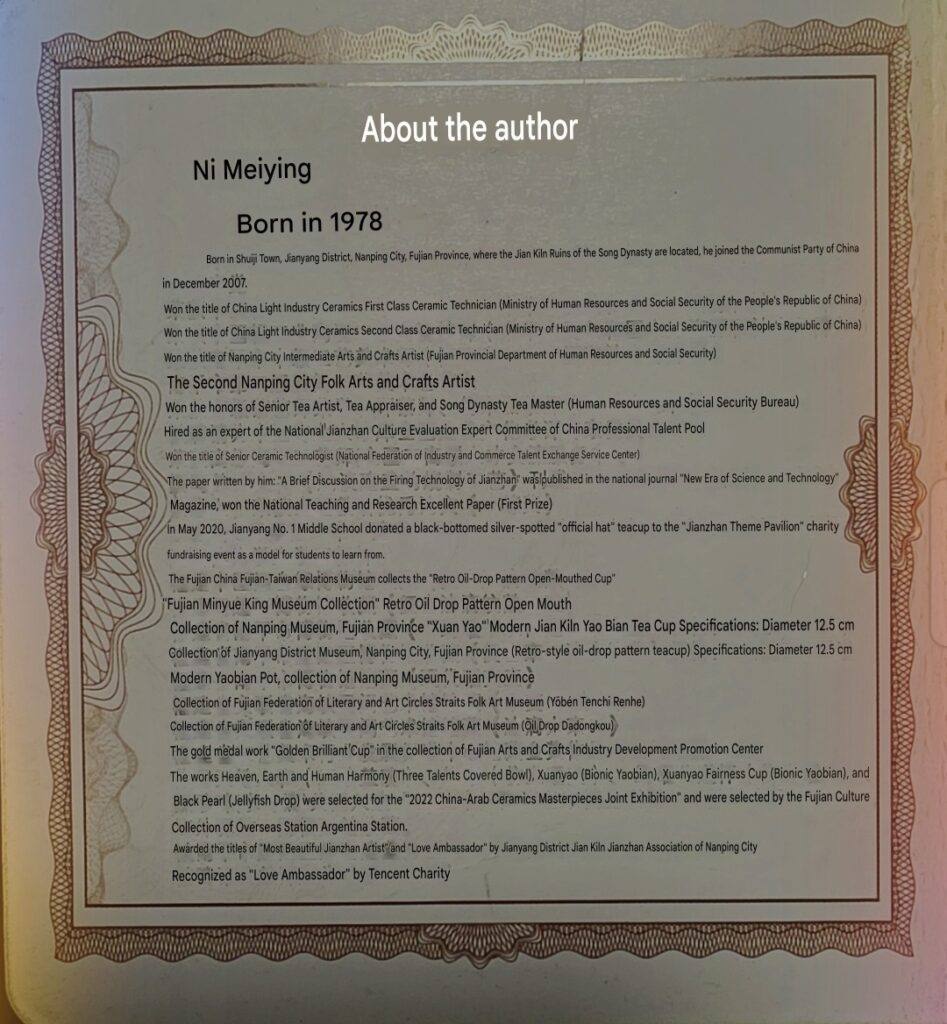 About the author
Ni Meiying
Born in 1978
Born in Shuiji Town, Jianyang District, Nanping City, Fujian Province, where the Jian Kiln Ruins of the Song Dynasty are located, he joined the Communist Party of China
in December 2007.
Won the title of China Light Industry Ceramics First Class Ceramic Technician (Ministry of Human Resources and Social Security of the People's Republic of China)
Won the title of China Light Industry Ceramics Second Class Ceramic Technician (Ministry of Human Resources and Social Security of the People's Republic of China)
Won the title of Nanping City Intermediate Arts and Crafts Artist (Fujian Provincial Department of Human Resources and Social Security)
The Second Nanping City Folk Arts and Crafts Artist
Won the honors of Senior Tea Artist, Tea Appraiser, and Song Dynasty Tea Master (Human Resources and Social Security Bureau)
Hired as an expert of the National Jianzhan Culture Evaluation Expert Committee of China Professional Talent Pool
Won the title of Senior Ceramic Technologist (National Federation of Industry and Commerce Talent Exchange Service Center)
The paper written by him: "A Brief Discussion on the Firing Technology of Jianzhan" was published in the national journal "New Era of Science and Technology"
Magazine, won the National Teaching and Research Excellent Paper (First Prize)
In May 2020, Jianyang No. 1 Middle School donated a black-bottomed silver-spotted "official hat" teacup to the "Jianzhan Theme Pavilion" charity
fundraising event as a model for students to learn from.
The Fujian China Fujian-Taiwan Relations Museum collects the "Retro Oil-Drop Pattern Open-Mouthed Cup"
"Fujian Minyue King Museum Collection" Retro Oil Drop Pattern Open Mouth
Collection of Nanping Museum, Fujian Province "Xuan Yao" Modern Jian Kiln Yao Bian Tea Cup Specifications: Diameter 12.5 cm
Collection of Jianyang District Museum, Nanping City, Fujian Province (Retro-style oil-drop pattern teacup) Specifications: Diameter 12.5 cm
Modern Yaobian Pot, collection of Nanping Museum, Fujian Province
Collection of Fujian Federation of Literary and Art Circles Straits Folk Art Museum (Yōbén Tenchi Renhe)
Collection of Fujian Federation of Literary and Art Circles Straits Folk Art Museum (Oil Drop Dadongkou)
The gold medal work "Golden Brilliant Cup" in the collection of Fujian Arts and Crafts Industry Development Promotion Center
The works Heaven, Earth and Human Harmony (Three Talents Covered Bowl), Xuanyao (Bionic Yaobian), Xuanyao Fairness Cup (Bionic Yaobian), and
Black Pearl (Jellyfish Drop) were selected for the "2022 China-Arab Ceramics Masterpieces Joint Exhibition" and were selected by the Fujian Culture
Collection of Overseas Station Argentina Station.
Awarded the titles of "Most Beautiful Jianzhan Artist" and "Love Ambassador" by Jianyang District Jian Kiln Jianzhan Association of Nanping City
Recognized as "Love Ambassador" by Tencent Charity